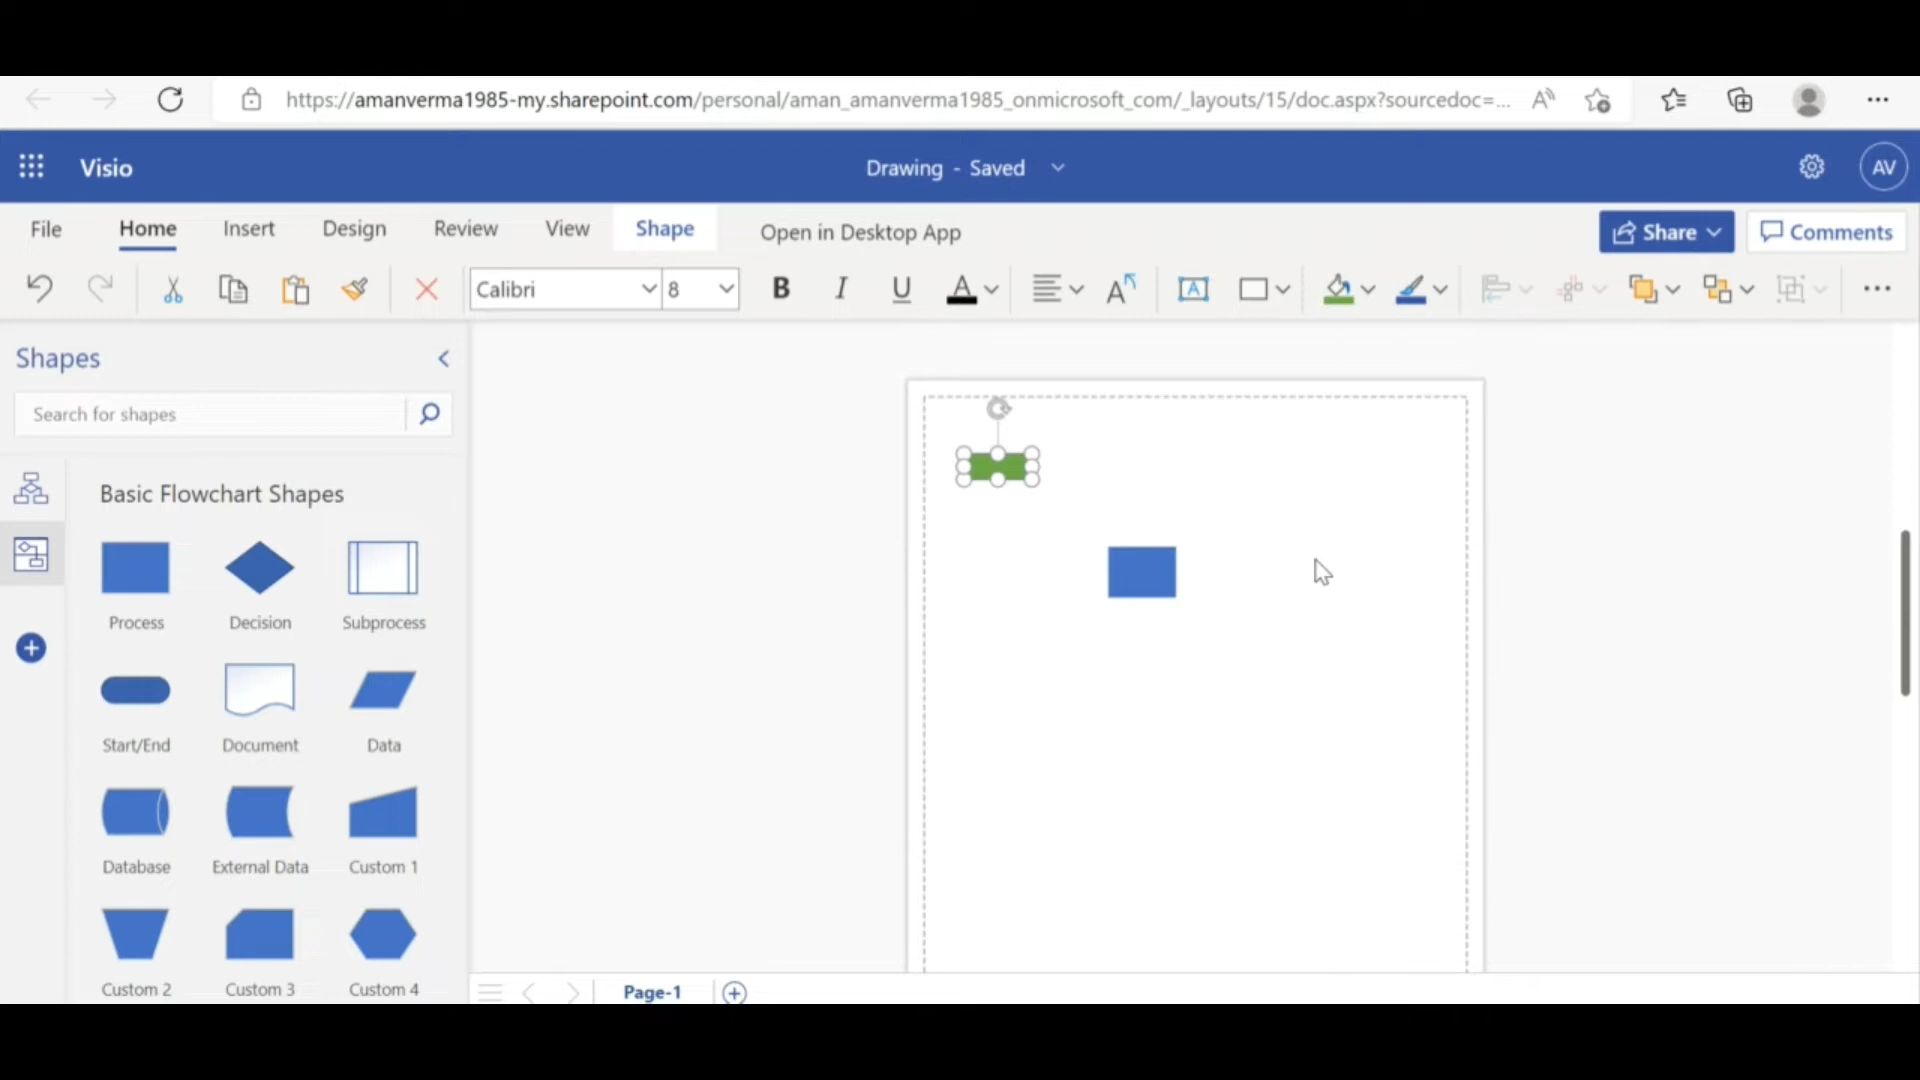 https://amanverma1985-my.sharepoint.com/personal/aman_amanverma1985_onmicrosoft_com/_layouts/15/doc.aspx?sourcedoc=...
Visio
Drawing - Saved
AV
File Home Insert Design Review View Shape Open in Desktop App Share Comments
Calibri 8 B I U A A A
Shapes
Search for shapes
Basic Flowchart Shapes
Process Decision Subprocess
Start/End Document Data
Database External Data Custom 1
Custom 2 Custom 3 Custom 4
Page-1